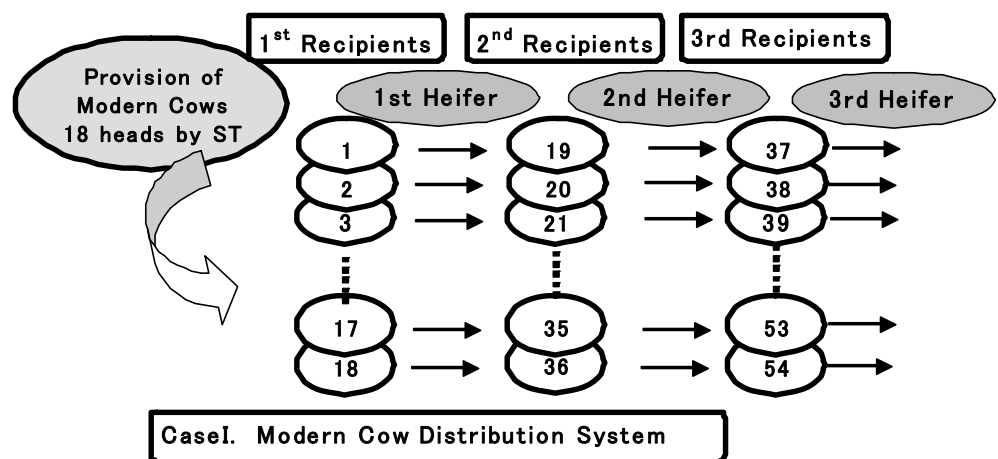 1st Recipients 2nd Recipients 3rd Recipients
Provision of
Modern Cows
18 heads by ST
1st Heifer 2nd Heifer 3rd Heifer
1 19 37
2 20 38
3 21 39
17 35 53
18 36 54
CaseI. Modern Cow Distribution System